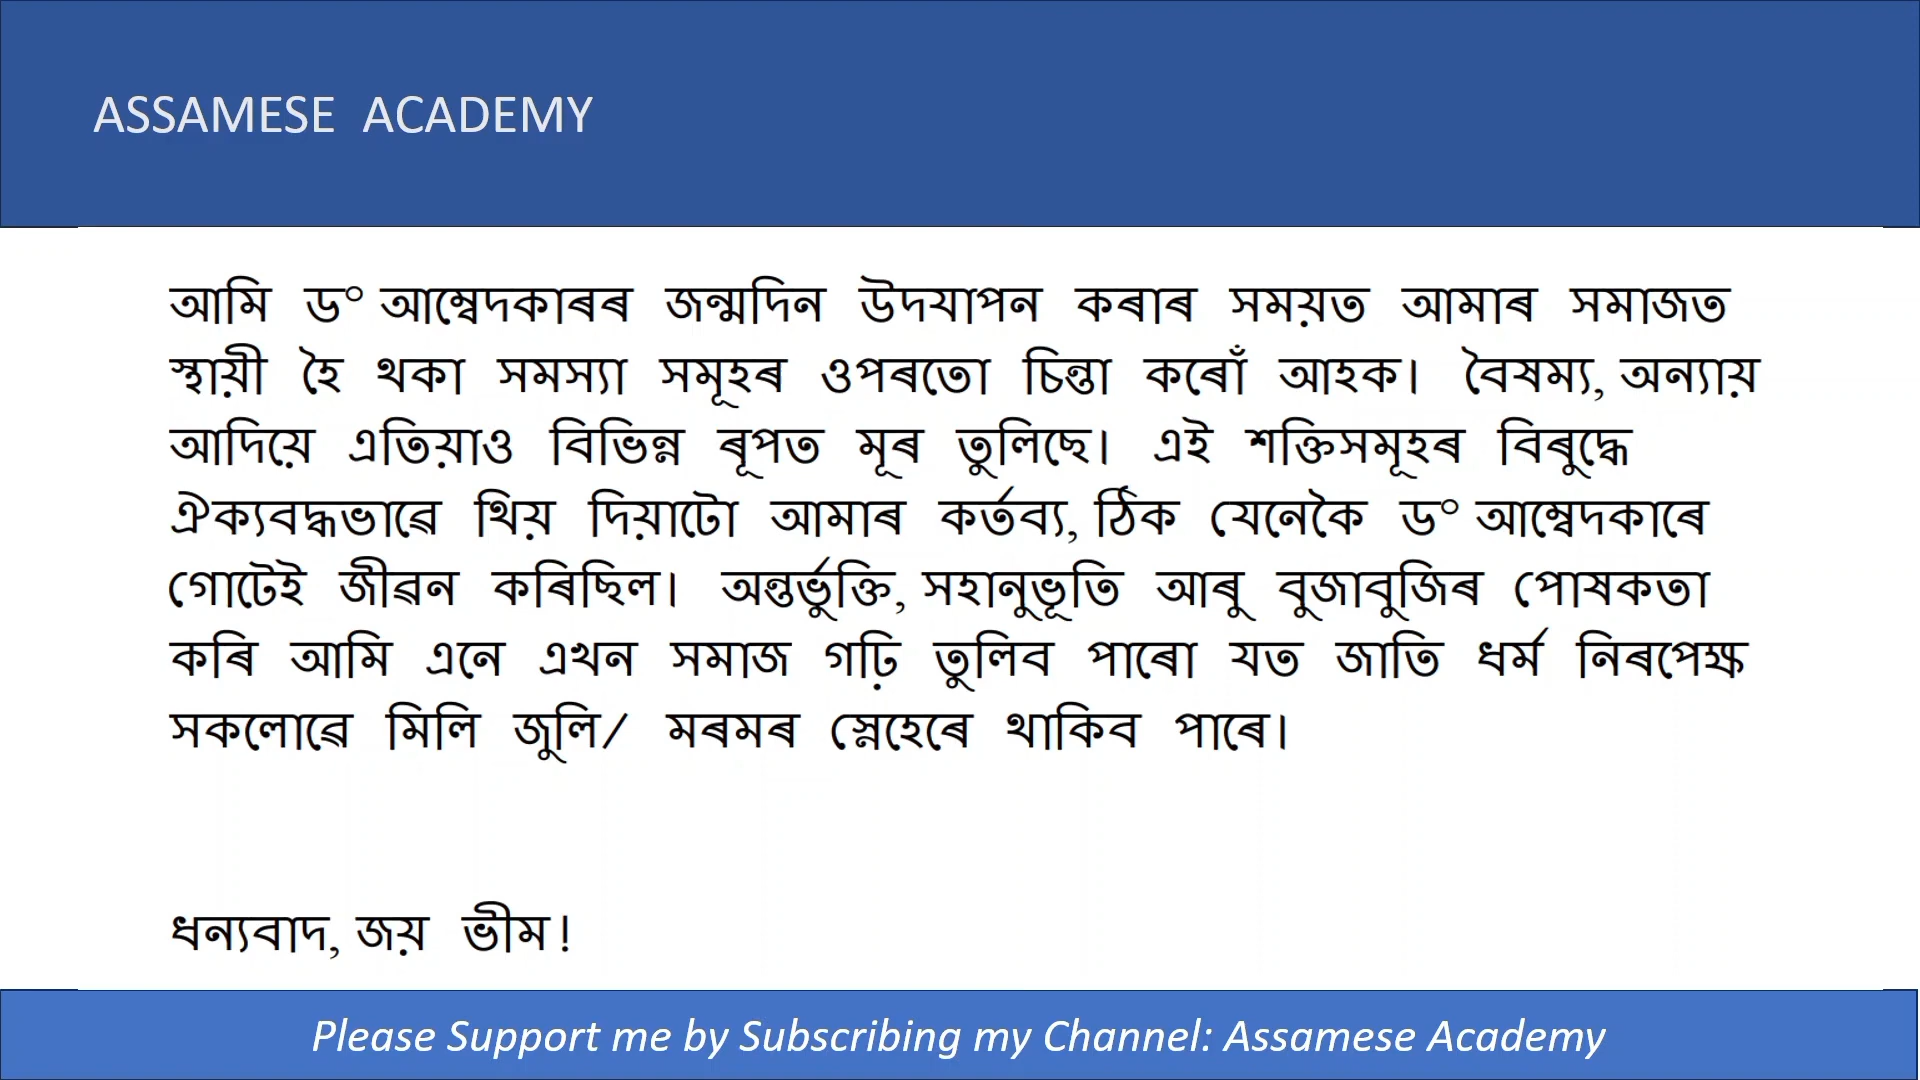 ASSAMESE ACADEMY
আমি ড° আম্বেদকাৰৰ জন্মদিন উদযাপন কৰাৰ সময়ত আমাৰ সমাজত
স্থায়ী হৈ থকা সমস্যা সমূহৰ ওপৰতো চিন্তা কৰোঁ আহক। বৈষম্য, অন্যায়
আদিয়ে এতিয়াও বিভিন্ন ৰূপত মূৰ তুলিছে। এই শক্তিসমূহৰ বিৰুদ্ধে
ঐক্যবদ্ধভাৱে থিয় দিয়াটো আমাৰ কৰ্তব্য, ঠিক যেনেকৈ ড° আম্বেদকাৰে
গোটেই জীৱন কৰিছিল। অন্তৰ্ভুক্তি, সহানুভূতি আৰু বুজাবুজিৰ পোষকতা
কৰি আমি এনে এখন সমাজ গঢ়ি তুলিব পাৰো যত জাতি ধৰ্ম নিৰপেক্ষ
সকলোৱে মিলি জুলি/ মৰমৰ স্নেহেৰে থাকিব পাৰে।
ধন্যবাদ, জয় ভীম!
Please Support me by Subscribing my Channel: Assamese Academy